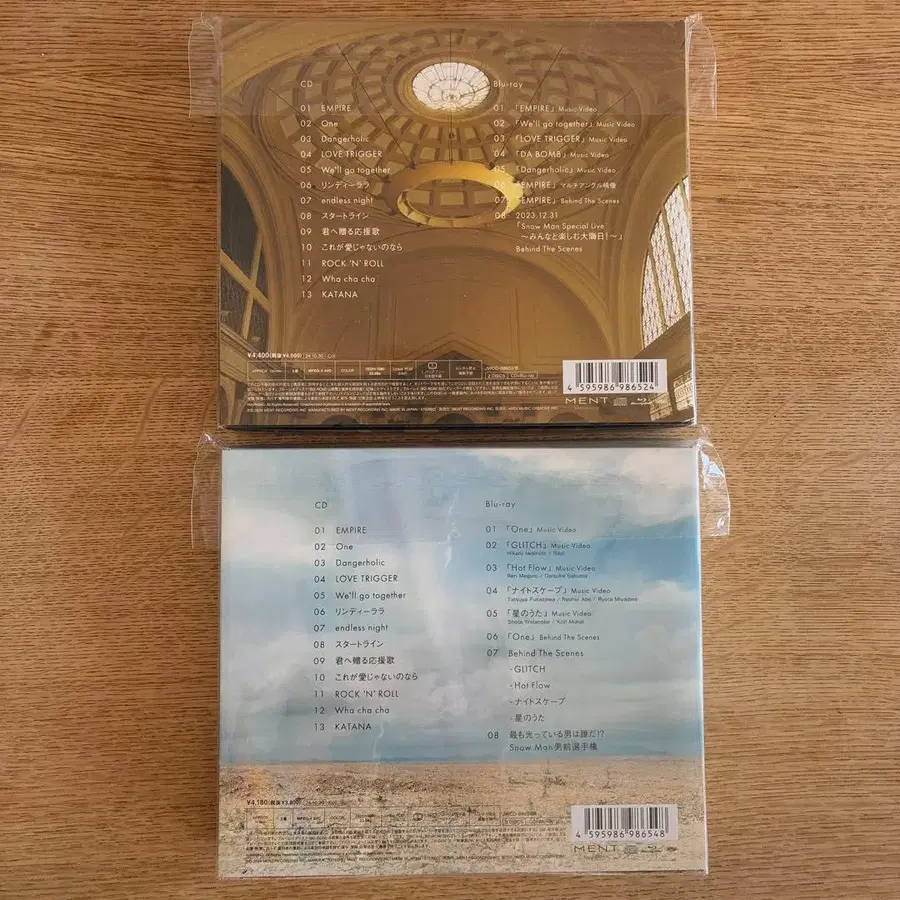 CD
01 EMPIRE
02 One
03 Dangerholic
04 LOVE TRIGGER
05 We'll go together
06 リンディーララ
07 endless night
08 スタートライン
09 君へ贈る応援歌
10 これが愛じゃないのなら
11 ROCK 'N' ROLL
12 Wha cha cha
13 KATANA
Blu-ray
01 「EMPIRE」 Music Video
02 「We'll go together」 Music Video
03 「LOVE TRIGGER」 Music Video
04 「DA BOMB」 Music Video
05 「Dangerholic」 Music Video
06 「EMPIRE」 マルチアングル映像
07 「EMPIRE」 Behind The Scenes
08 2023.12.31
「Snow Man Special Live
〜みんなと楽しむ大晦日!〜」
Behind The Scenes
¥4,400(税抜¥4,000)
COLOR
4 595986 986524
MENT
CD
01 EMPIRE
02 One
03 Dangerholic
04 LOVE TRIGGER
05 We'll go together
06 リンディーララ
07 endless night
08 スタートライン
09 君へ贈る応援歌
10 これが愛じゃないのなら
11 ROCK 'N' ROLL
12 Wha cha cha
13 KATANA
Blu-ray
01 「One」 Music Video
02 「GLITCH」 Music Video
03 「Hot Flow」 Music Video
Ren Meguro / Daisuke Sakuma
04 「ナイトスケープ」 Music Video
Tatsuya Fukazawa / Ryohei Abe / Ryota Miyadate
05 「星のうた」 Music Video
Shota Watanabe / Koji Mukai
06 「One」 Behind The Scenes
07 Behind The Scenes
-GLITCH
-Hot Flow
-ナイトスケープ
-星のうた
08 最も光っている男は誰だ!?
Snow Man男前選手権
¥4,180(税抜¥3,800)
4 595986 986548
MENT